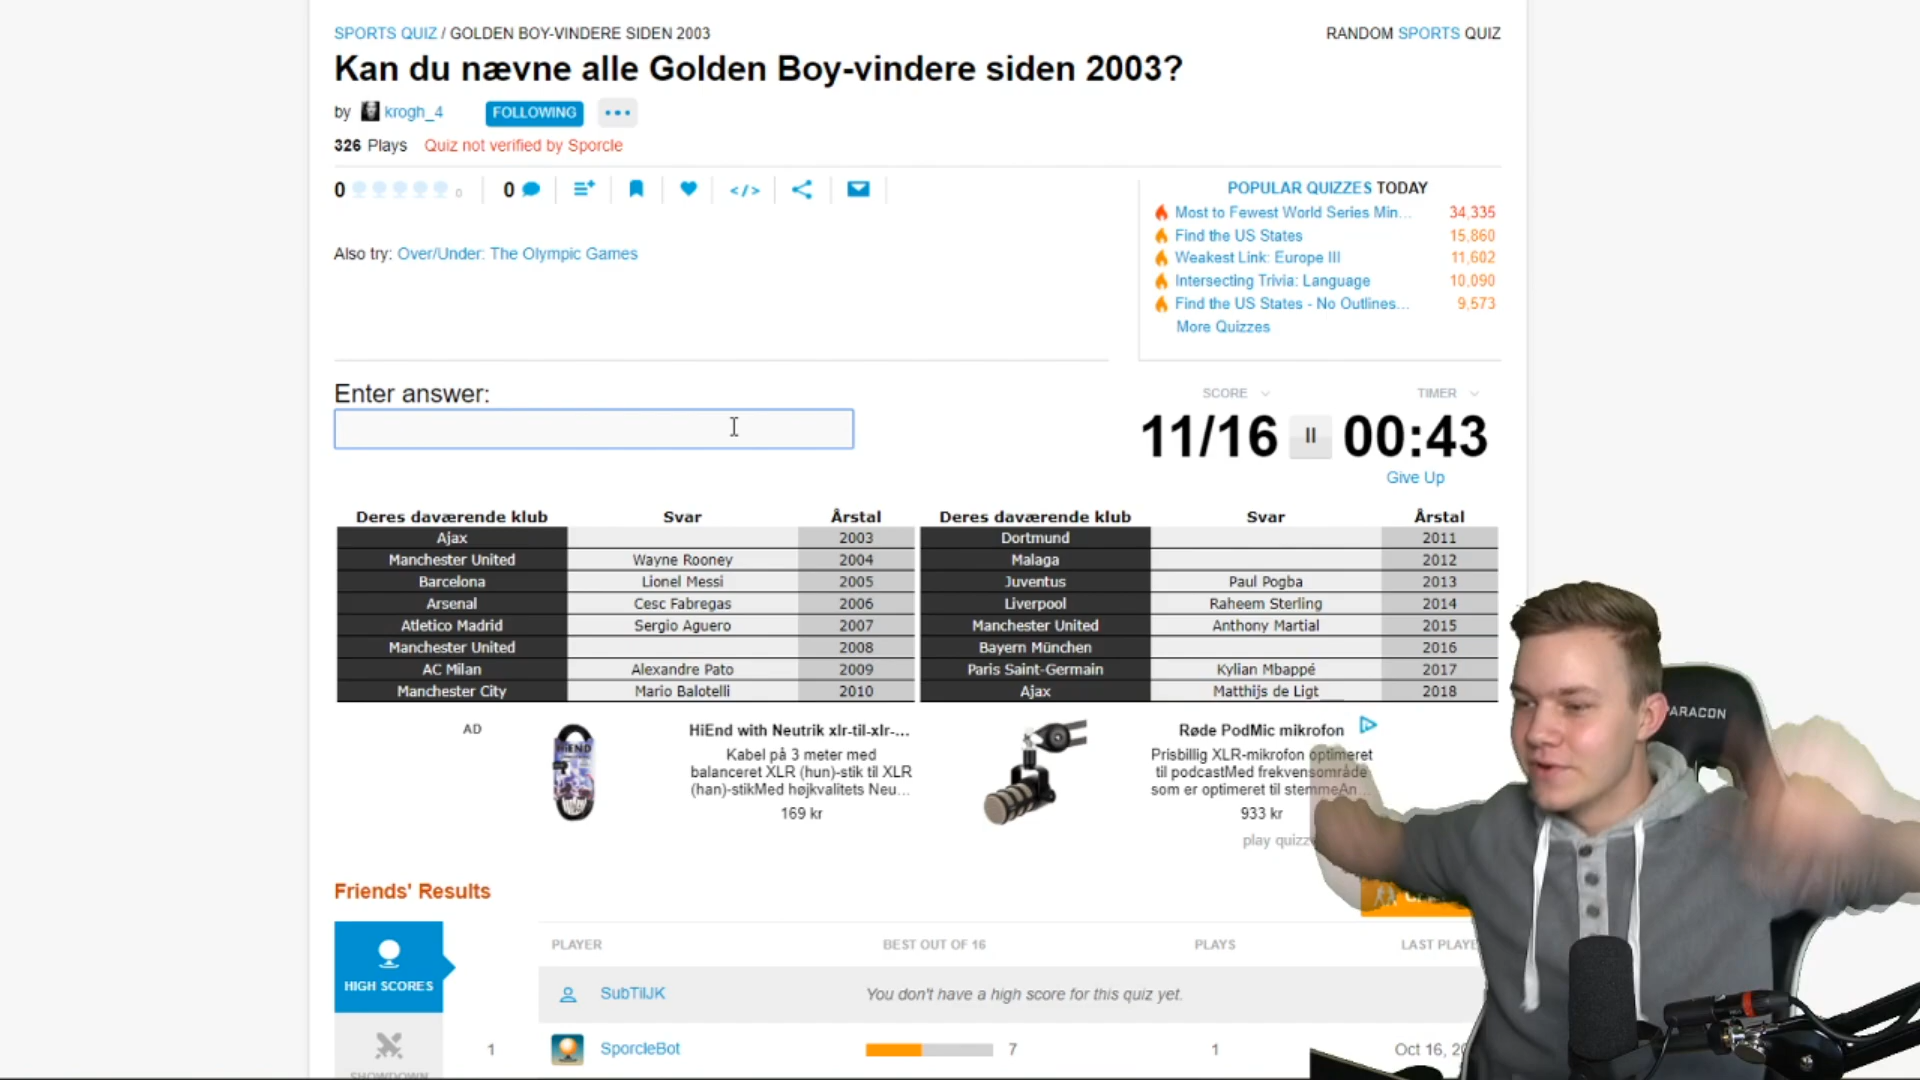 SPORTS QUIZ / GOLDEN BOY-VINDERE SIDEN 2003
RANDOM SPORTS QUIZ
Kan du nævne alle Golden Boy-vindere siden 2003?
by krogh_4 FOLLOWING
326 Plays Quiz not verified by Sporcle
0 0 0 </>
Also try: Over/Under: The Olympic Games
POPULAR QUIZZES TODAY
Most to Fewest World Series Min... 34,335
Find the US States 15,860
Weakest Link: Europe III 11,602
Intersecting Trivia: Language 10,090
Find the US States - No Outlines... 9,573
More Quizzes
Enter answer:
SCORE TIMER
11/16 00:43
Give Up
Deres daværende klub Svar Årstal
Ajax 2003
Manchester United Wayne Rooney 2004
Barcelona Lionel Messi 2005
Arsenal Cesc Fabregas 2006
Atletico Madrid Sergio Aguero 2007
Manchester United 2008
AC Milan Alexandre Pato 2009
Manchester City Mario Balotelli 2010
Deres daværende klub Svar Årstal
Dortmund 2011
Malaga 2012
Juventus Paul Pogba 2013
Liverpool Raheem Sterling 2014
Manchester United Anthony Martial 2015
Bayern München 2016
Paris Saint-Germain Kylian Mbappé 2017
Ajax Matthijs de Ligt 2018
AD
HiEND
HiEnd with Neutrik xlr-til-xlr-...
Kabel på 3 meter med
balanceret XLR (hun)-stik til XLR
(han)-stikMed højkvalitets Neu...
169 kr
Røde PodMic mikrofon
Prisbillig XLR-mikrofon optimeret
til podcastMed frekvensområde
som er optimeret til stemmeAn...
933 kr
play quizz
PARACON
Friends' Results
HIGH SCORES
SHOWDOWN
PLAYER BEST OUT OF 16 PLAYS LAST PLAYE
SubTilJK You don't have a high score for this quiz yet.
1 SporcleBot 7 1 Oct 16, 20